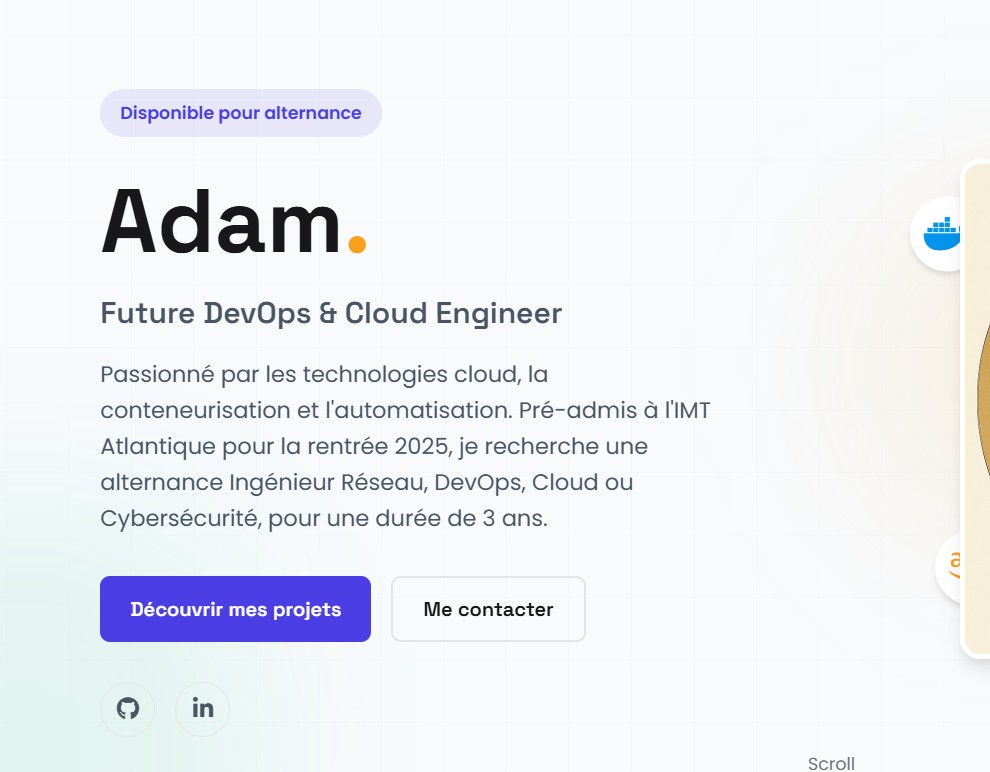 Disponible pour alternance
Adam.
Future DevOps & Cloud Engineer
Passionné par les technologies cloud, la
conteneurisation et l'automatisation. Pré-admis à l'IMT
Atlantique pour la rentrée 2025, je recherche une
alternance Ingénieur Réseau, DevOps, Cloud ou
Cybersécurité, pour une durée de 3 ans.
Découvrir mes projets
Me contacter
in
Scroll